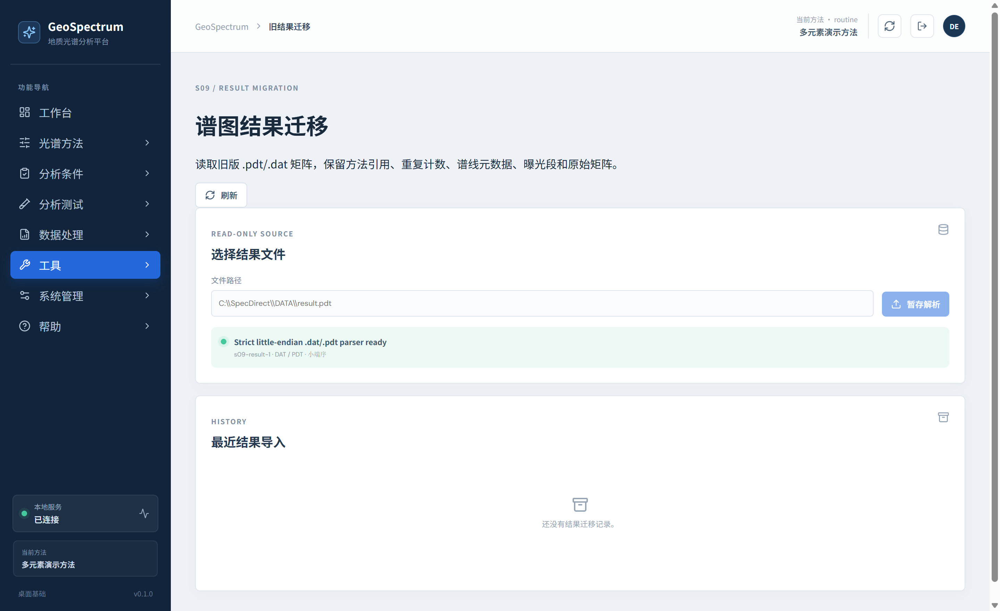 GeoSpectrum
地质光谱分析平台
功能导航
工作台
光谱方法
分析条件
分析测试
数据处理
工具
系统管理
帮助
本地服务
已连接
当前方法
多元素演示方法
桌面基础
v0.1.0
GeoSpectrum
旧结果迁移
当前方法 • routine
多元素演示方法
DE
S09 / RESULT MIGRATION
谱图结果迁移
读取旧版 .pdt/.dat 矩阵，保留方法引用、重复计数、谱线元数据、曝光段和原始矩阵。
刷新
READ-ONLY SOURCE
选择结果文件
文件路径
C:\\SpecDirect\\DATA\\result.pdt
暂存解析
Strict little-endian .dat/.pdt parser ready
s09-result-1 · DAT / PDT · 小端序
HISTORY
最近结果导入
还没有结果迁移记录。